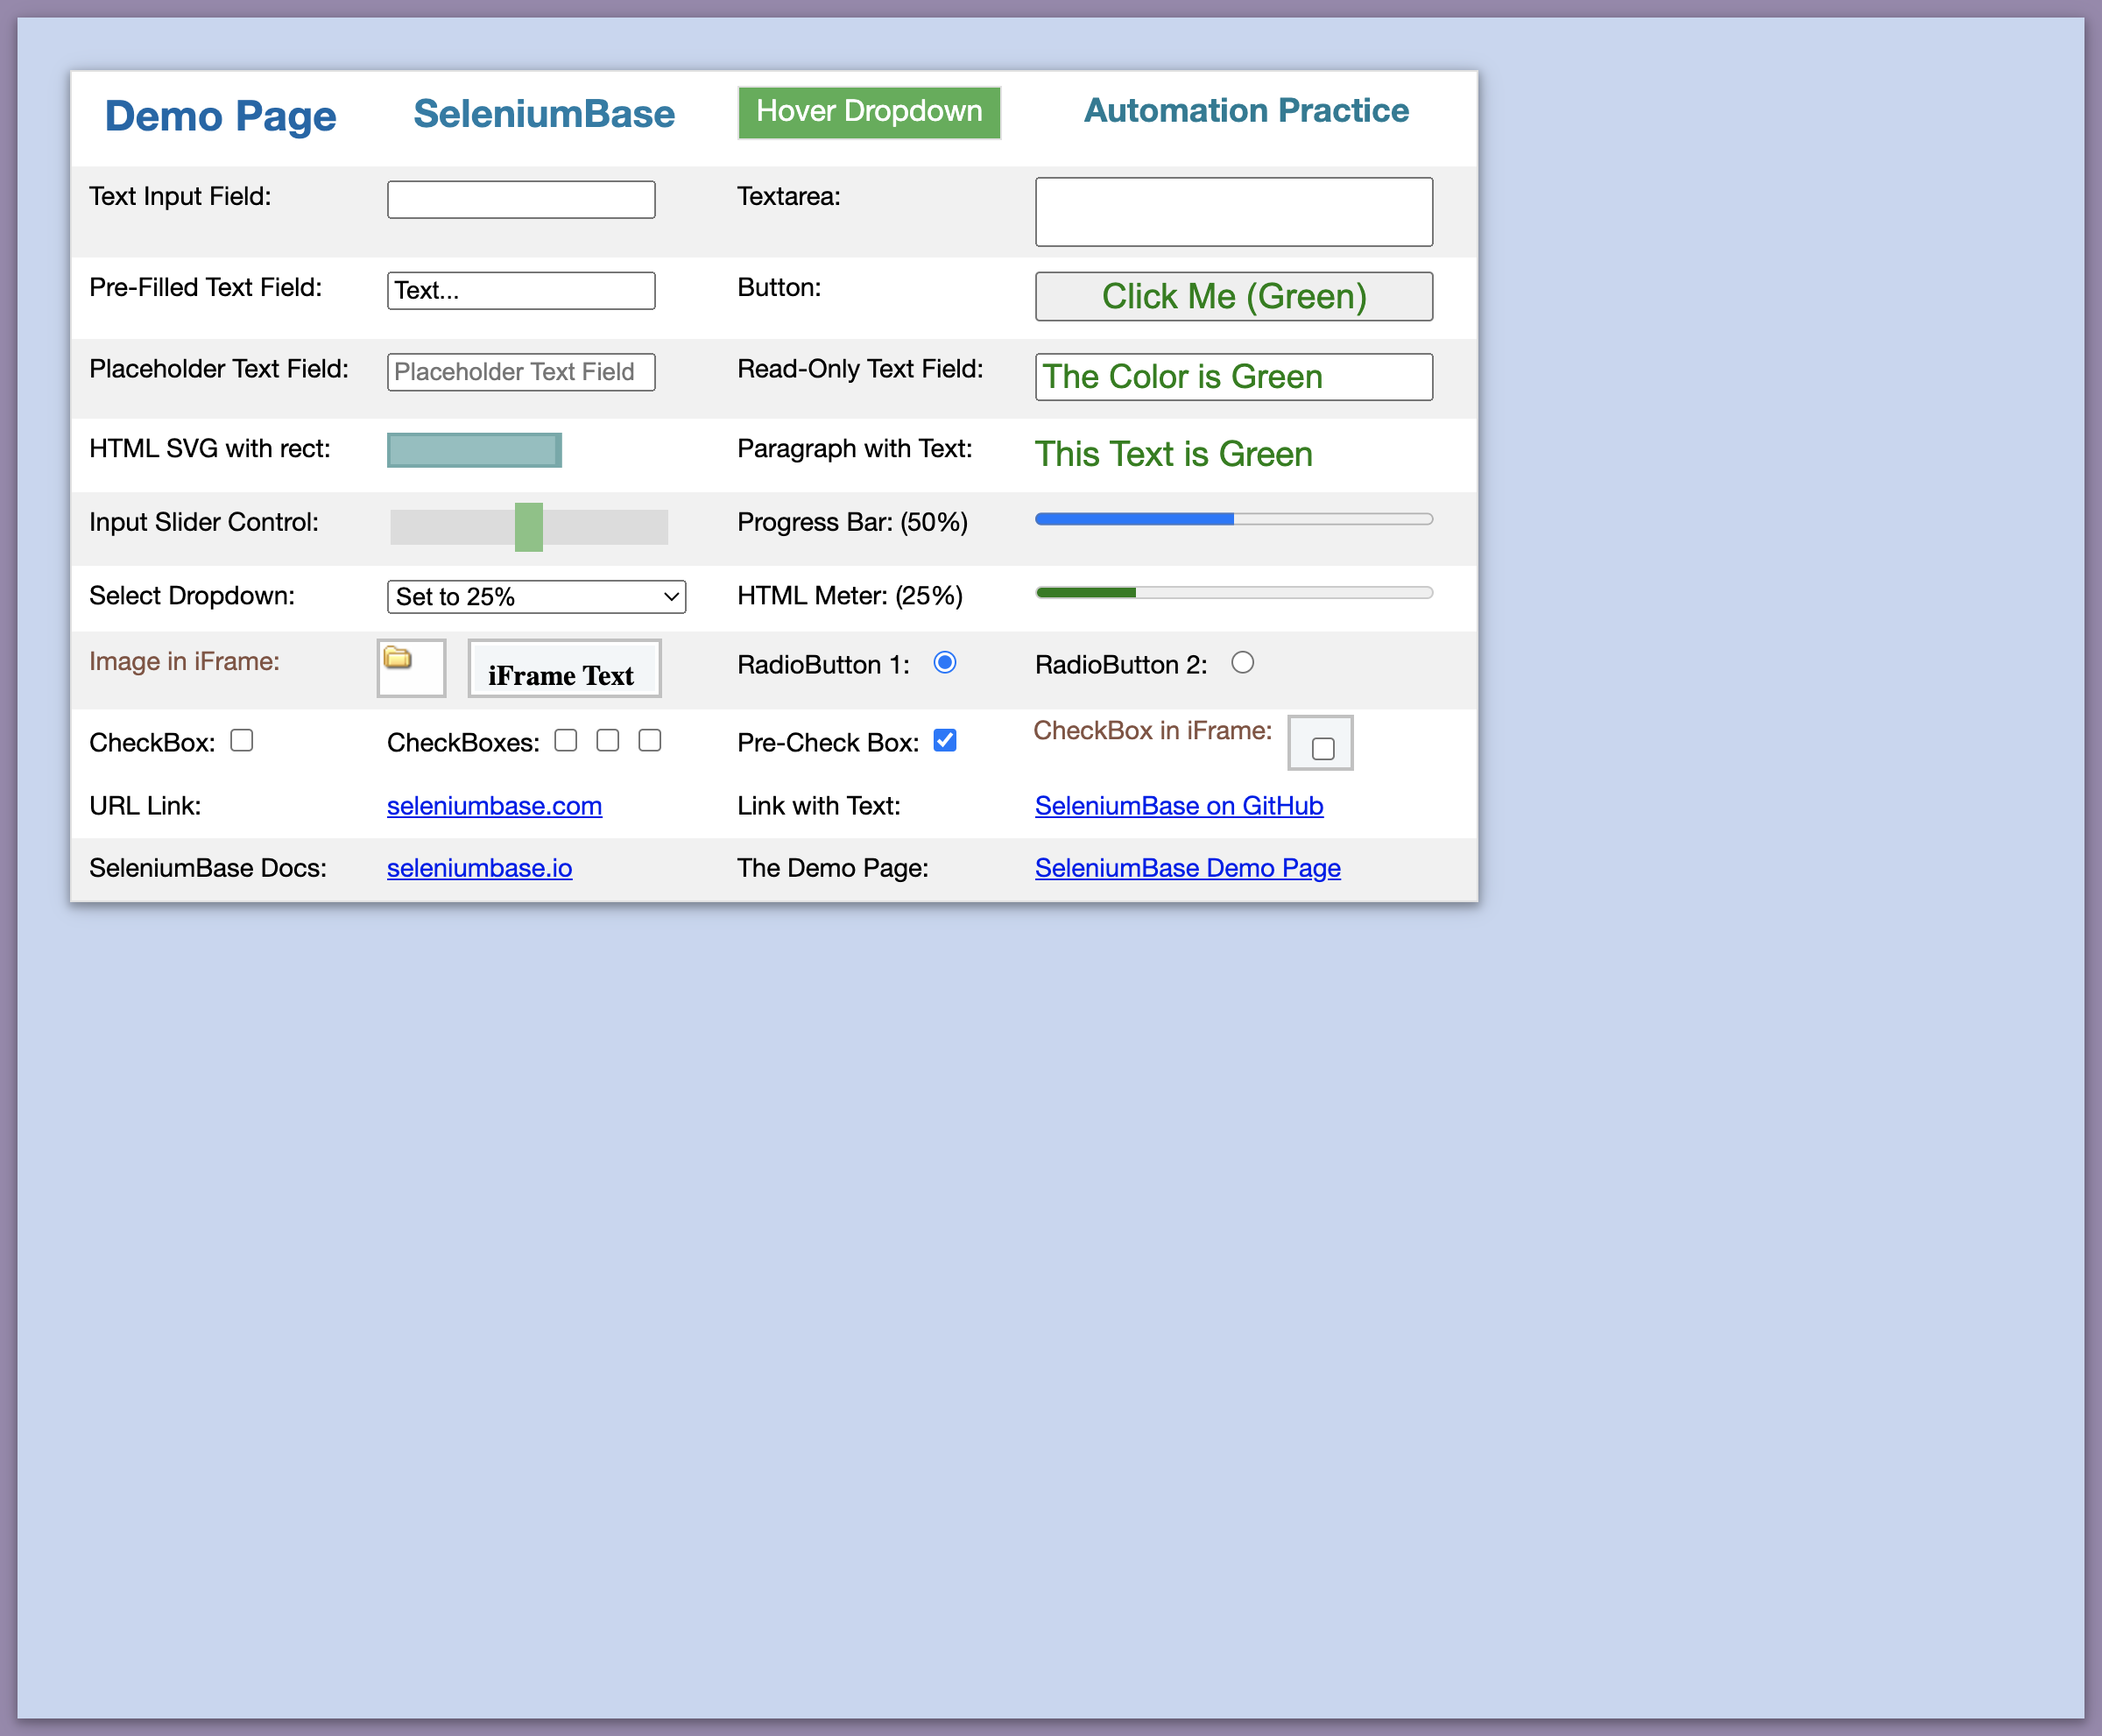 Demo Page SeleniumBase Hover Dropdown Automation Practice
Text Input Field: Textarea:
Pre-Filled Text Field: Text... Button: Click Me (Green)
Placeholder Text Field: Placeholder Text Field Read-Only Text Field: The Color is Green
HTML SVG with rect: Paragraph with Text: This Text is Green
Input Slider Control: Progress Bar: (50%)
Select Dropdown: Set to 25% HTML Meter: (25%)
Image in iFrame: iFrame Text RadioButton 1: RadioButton 2:
CheckBox: CheckBoxes: Pre-Check Box: CheckBox in iFrame:
URL Link: seleniumbase.com Link with Text: SeleniumBase on GitHub
SeleniumBase Docs: seleniumbase.io The Demo Page: SeleniumBase Demo Page